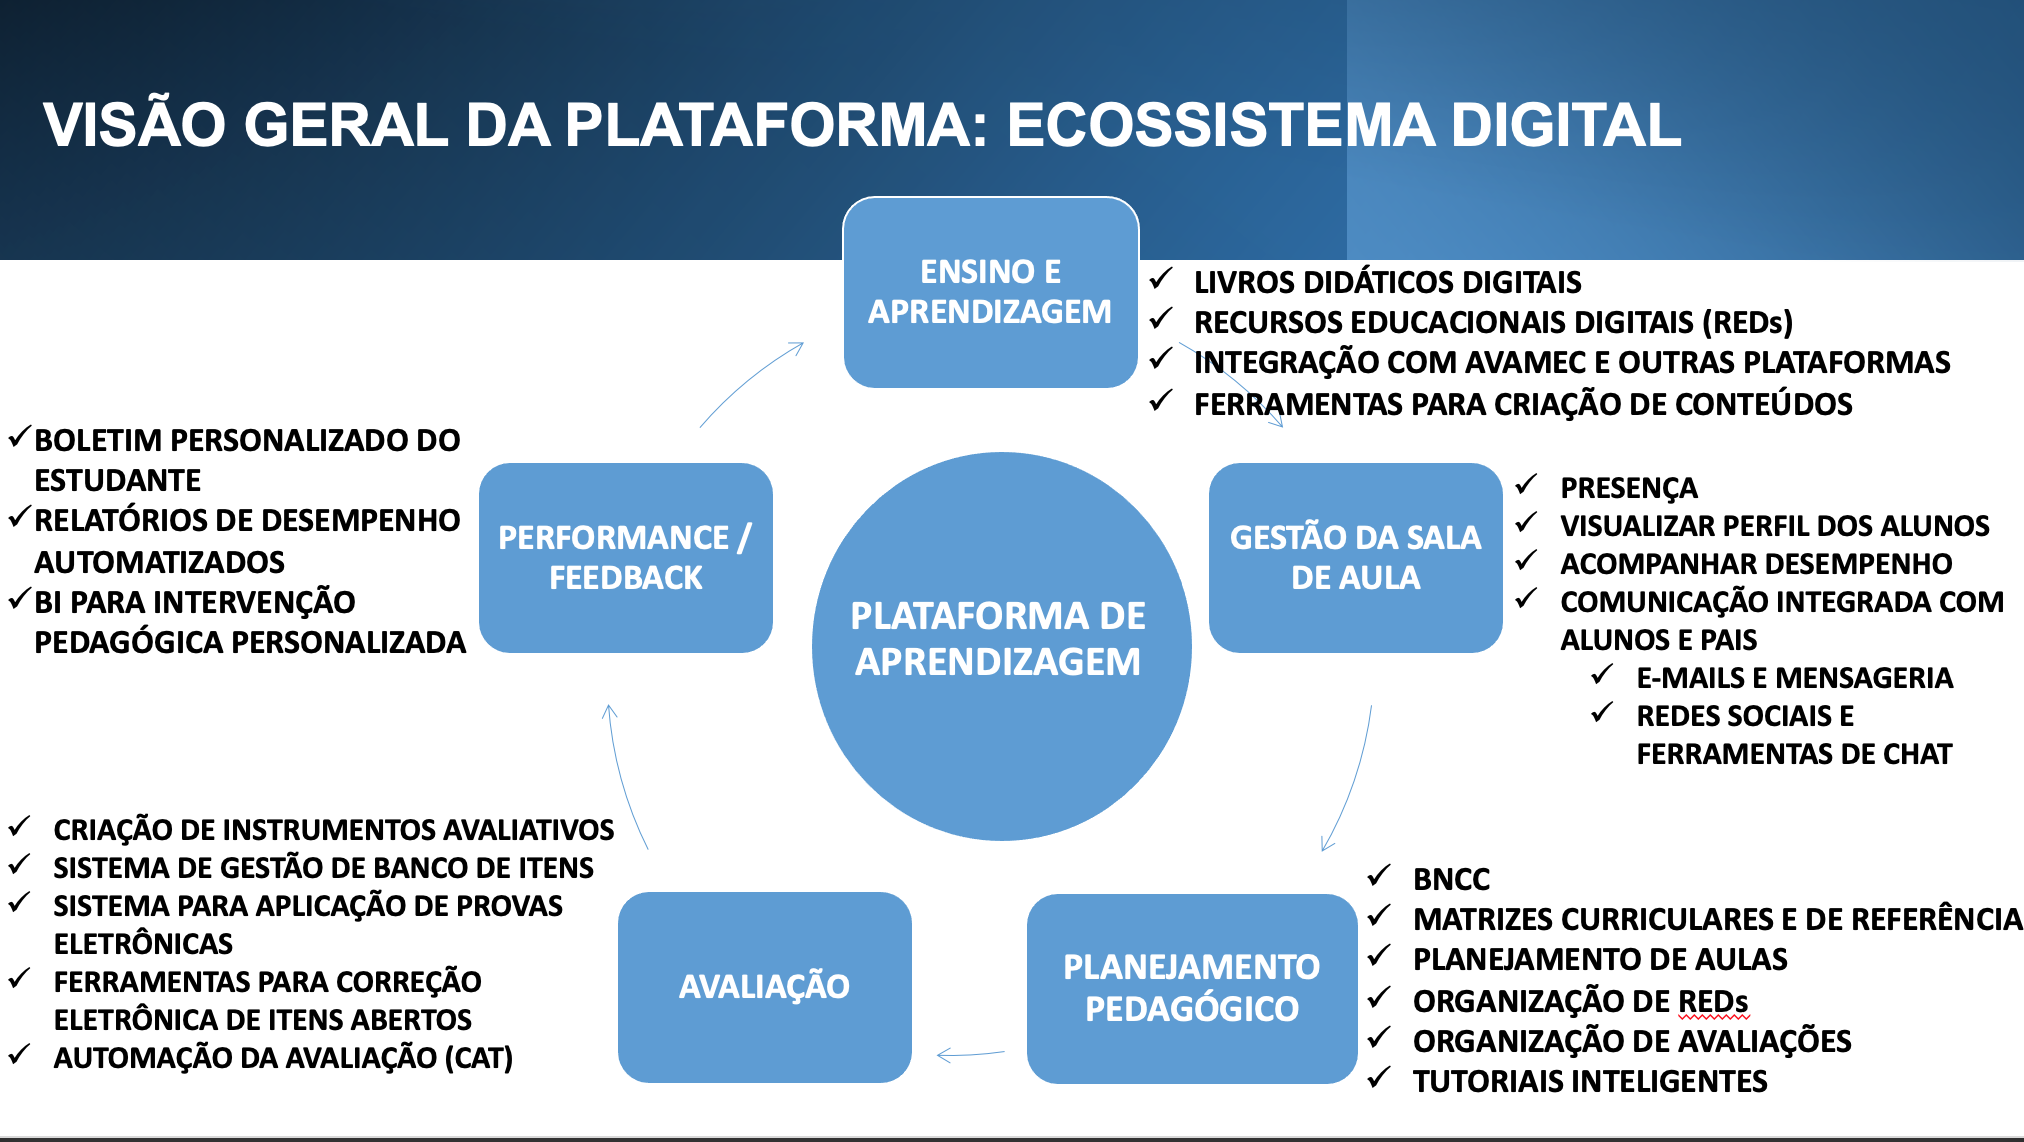 VISÃO GERAL DA PLATAFORMA: ECOSSISTEMA DIGITAL
ENSINO E
APRENDIZAGEM
✓ LIVROS DIDÁTICOS DIGITAIS
✓ RECURSOS EDUCACIONAIS DIGITAIS (REDs)
✓ INTEGRAÇÃO COM AVAMEC E OUTRAS PLATAFORMAS
✓ FERRAMENTAS PARA CRIAÇÃO DE CONTEÚDOS
GESTÃO DA SALA
DE AULA
✓ PRESENÇA
✓ VISUALIZAR PERFIL DOS ALUNOS
✓ ACOMPANHAR DESEMPENHO
✓ COMUNICAÇÃO INTEGRADA COM
ALUNOS E PAIS
✓ E-MAILS E MENSAGERIA
✓ REDES SOCIAIS E
FERRAMENTAS DE CHAT
PLANEJAMENTO
PEDAGÓGICO
✓ BNCC
✓ MATRIZES CURRICULARES E DE REFERÊNCIA
✓ PLANEJAMENTO DE AULAS
✓ ORGANIZAÇÃO DE REDs
✓ ORGANIZAÇÃO DE AVALIAÇÕES
✓ TUTORIAIS INTELIGENTES
AVALIAÇÃO
✓ CRIAÇÃO DE INSTRUMENTOS AVALIATIVOS
✓ SISTEMA DE GESTÃO DE BANCO DE ITENS
✓ SISTEMA PARA APLICAÇÃO DE PROVAS
ELETRÔNICAS
✓ FERRAMENTAS PARA CORREÇÃO
ELETRÔNICA DE ITENS ABERTOS
✓ AUTOMAÇÃO DA AVALIAÇÃO (CAT)
PERFORMANCE /
FEEDBACK
✓ BOLETIM PERSONALIZADO DO
ESTUDANTE
✓ RELATÓRIOS DE DESEMPENHO
AUTOMATIZADOS
✓ BI PARA INTERVENÇÃO
PEDAGÓGICA PERSONALIZADA
PLATAFORMA DE
APRENDIZAGEM